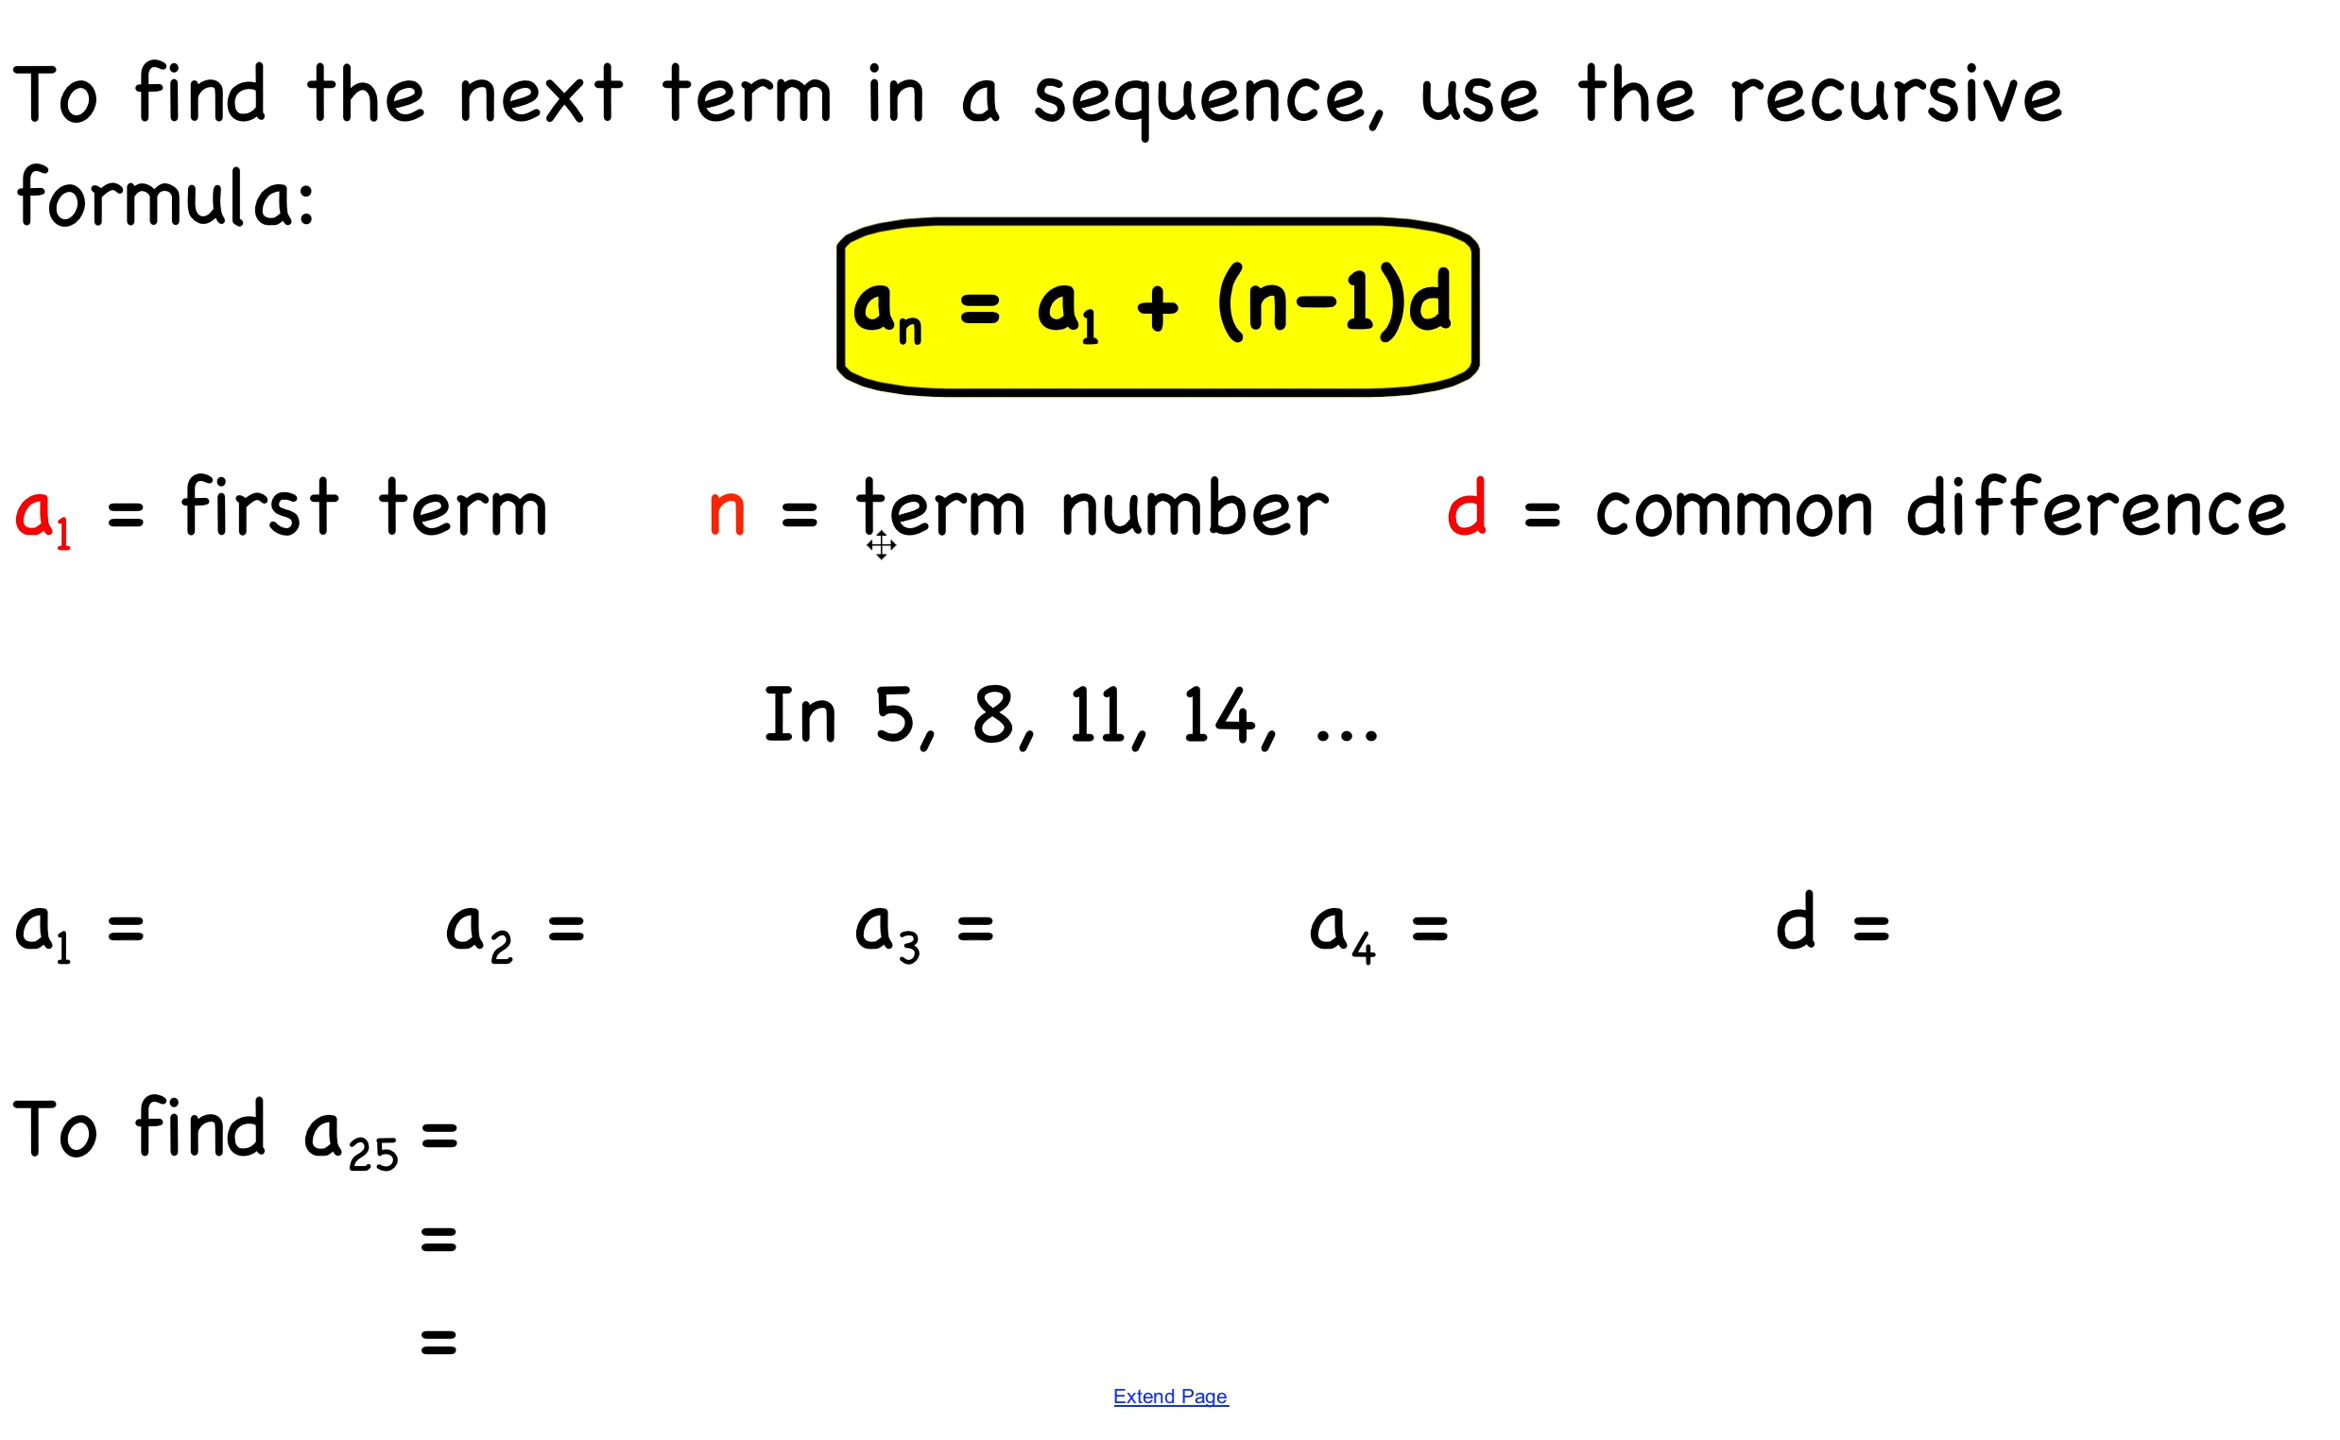 To find the next term in a sequence, use the recursive
formula:
aₙ = a₁ + (n-1)d
a₁ = first term n = term number d = common difference
In 5, 8, 11, 14, ...
a₁ = a₂ = a₃ = a₄ = d =
To find a₂₅ =
=
=
Extend Page